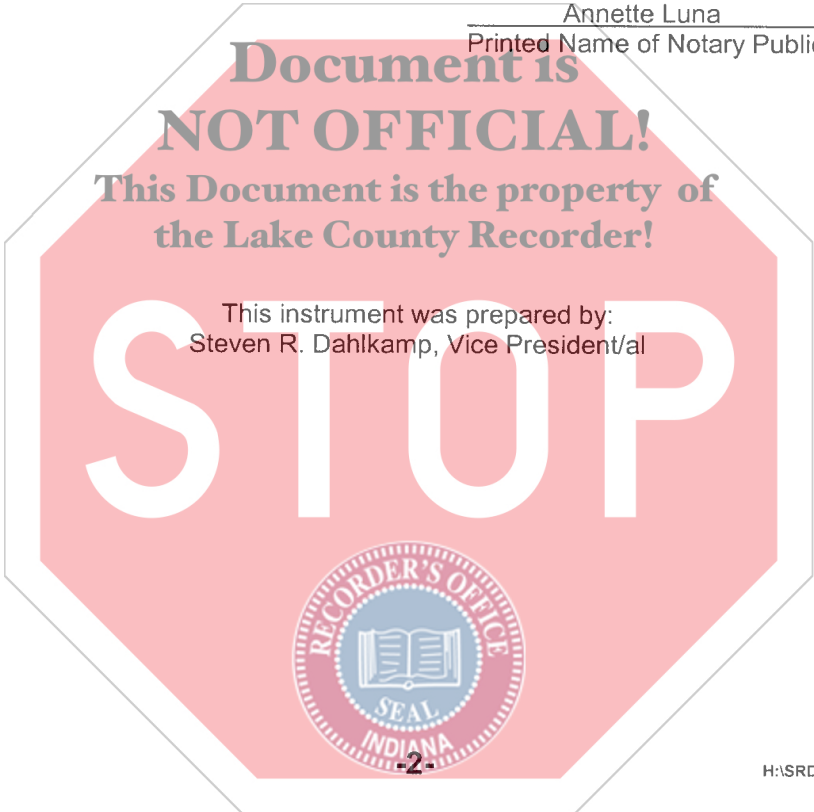 Annette Luna
Printed Name of Notary Public
Document is
NOT OFFICIAL!
This Document is the property of
the Lake County Recorder!
This instrument was prepared by:
Steven R. Dahlkamp, Vice President/al
STOP
RECORDER'S OFFICE
SEAL
INDIANA
-2-
H:\SRD